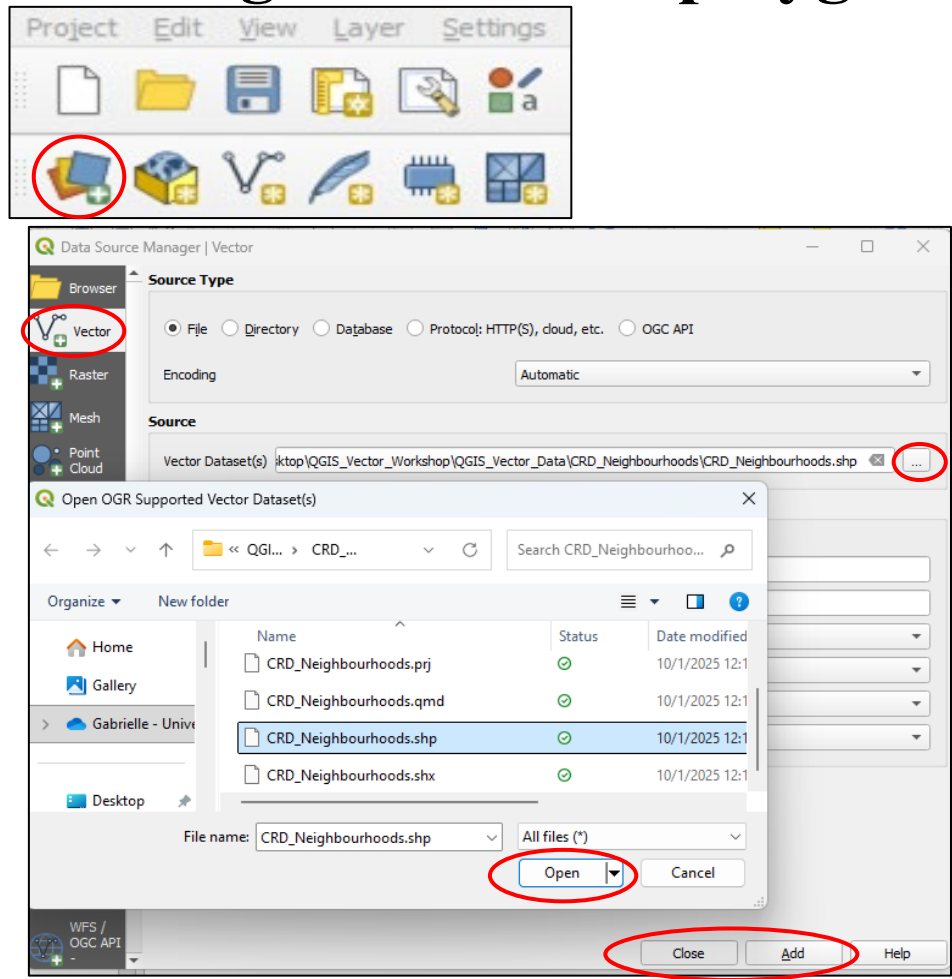 Project Edit View Layer Settings
a
Data Source Manager | Vector
Browser
Source Type
Vector
File Directory Database Protocol: HTTP(S), cloud, etc. OGC API
Raster
Encoding Automatic
Mesh
Source
Point
Cloud
Vector Dataset(s) ktop\QGIS_Vector_Workshop\QGIS_Vector_Data\CRD_Neighbourhoods\CRD_Neighbourhoods.shp ...
Open OGR Supported Vector Dataset(s)
« QGI... › CRD_... Search CRD_Neighbourhoo...
Organize New folder
Name Status Date modified
Home
CRD_Neighbourhoods.prj 10/1/2025 12:1
Gallery
CRD_Neighbourhoods.qmd 10/1/2025 12:1
Gabrielle - Unive
CRD_Neighbourhoods.shp 10/1/2025 12:1
CRD_Neighbourhoods.shx 10/1/2025 12:1
Desktop
File name: CRD_Neighbourhoods.shp All files (*)
Open Cancel
WFS /
OGC API
-
Close Add Help